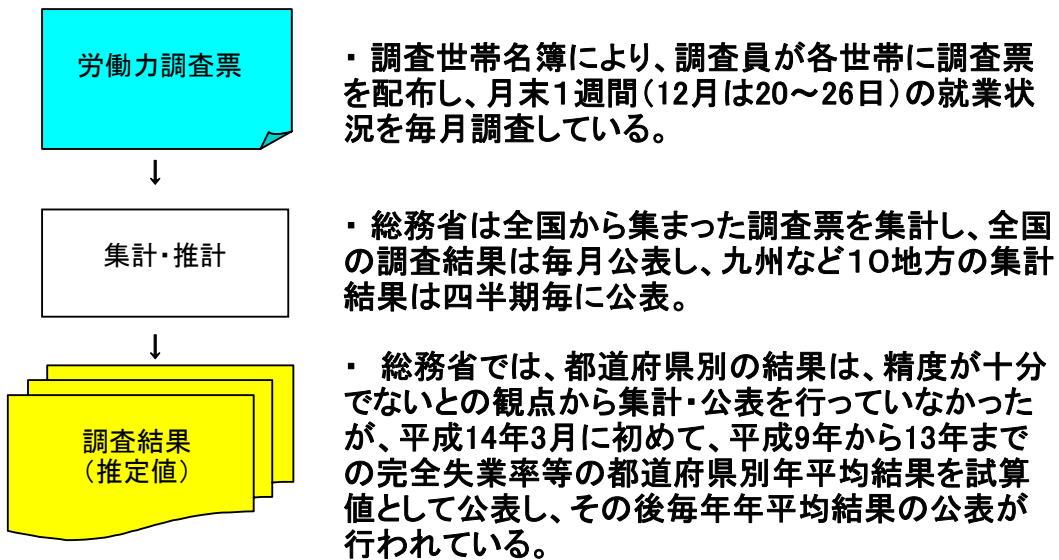 労働力調査票
・ 調査世帯名簿により、調査員が各世帯に調査票
を配布し、月末１週間（12月は20～26日）の就業状
況を毎月調査している。
↓
集計・推計
・ 総務省は全国から集まった調査票を集計し、全国
の調査結果は毎月公表し、九州など１０地方の集計
結果は四半期毎に公表。
↓
調査結果
（推定値）
・ 総務省では、都道府県別の結果は、精度が十分
でないとの観点から集計・公表を行っていなかった
が、平成14年3月に初めて、平成9年から13年まで
の完全失業率等の都道府県別年平均結果を試算
値として公表し、その後毎年年平均結果の公表が
行われている。